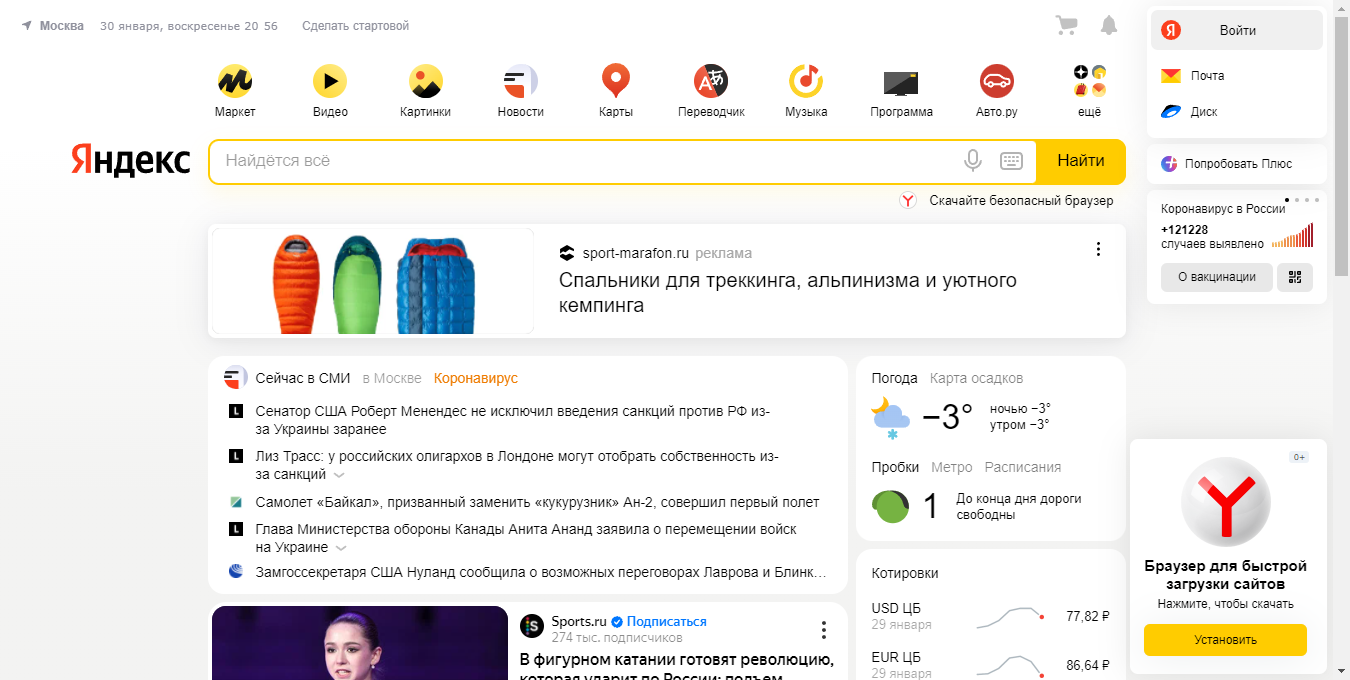 Москва 30 января, воскресенье 20 56 Сделать стартовой
Войти
Почта
Диск
Маркет Видео Картинки Новости Карты Переводчик Музыка Программа Авто.ру ещё
Яндекс
Найдётся всё
Найти
Попробовать Плюс
Скачайте безопасный браузер
Коронавирус в России
+121228
случаев выявлено
О вакцинации
sport-marafon.ru реклама
Спальники для треккинга, альпинизма и уютного
кемпинга
Сейчас в СМИ в Москве Коронавирус
Сенатор США Роберт Менендес не исключил введения санкций против РФ из-
за Украины заранее
Лиз Трасс: у российских олигархов в Лондоне могут отобрать собственность из-
за санкций
Самолет «Байкал», призванный заменить «кукурузник» Ан-2, совершил первый полет
Глава Министерства обороны Канады Анита Ананд заявила о перемещении войск
на Украине
Замгоссекретаря США Нуланд сообщила о возможных переговорах Лаврова и Блинк…
Погода Карта осадков
−3°
ночью −3°
утром −3°
Пробки Метро Расписания
1
До конца дня дороги
свободны
Котировки
USD ЦБ
29 января
77,82 ₽
EUR ЦБ
29 января
86,64 ₽
0+
Браузер для быстрой
загрузки сайтов
Нажмите, чтобы скачать
Установить
Sports.ru Подписаться
274 тыс. подписчиков
В фигурном катании готовят революцию,
которая ударит по России: подъем